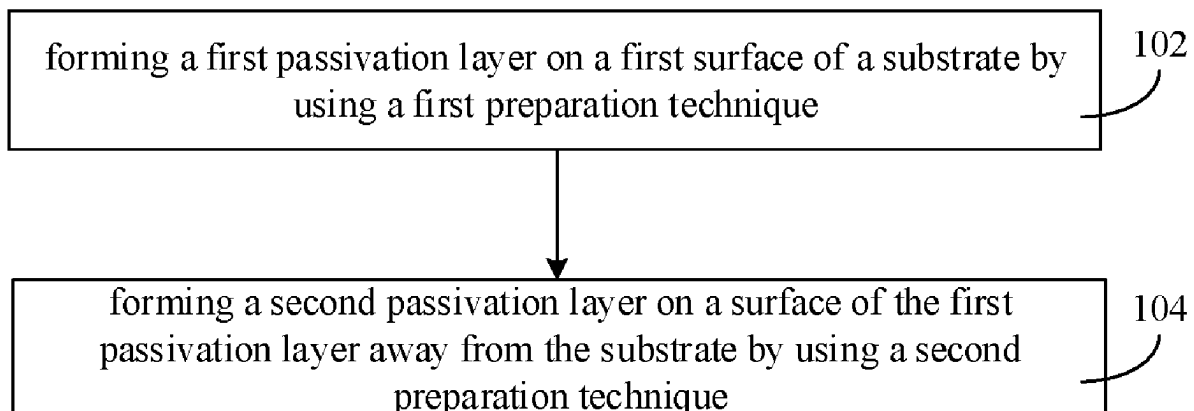 forming a first passivation layer on a first surface of a substrate by
using a first preparation technique
102
forming a second passivation layer on a surface of the first
passivation layer away from the substrate by using a second
preparation technique
104